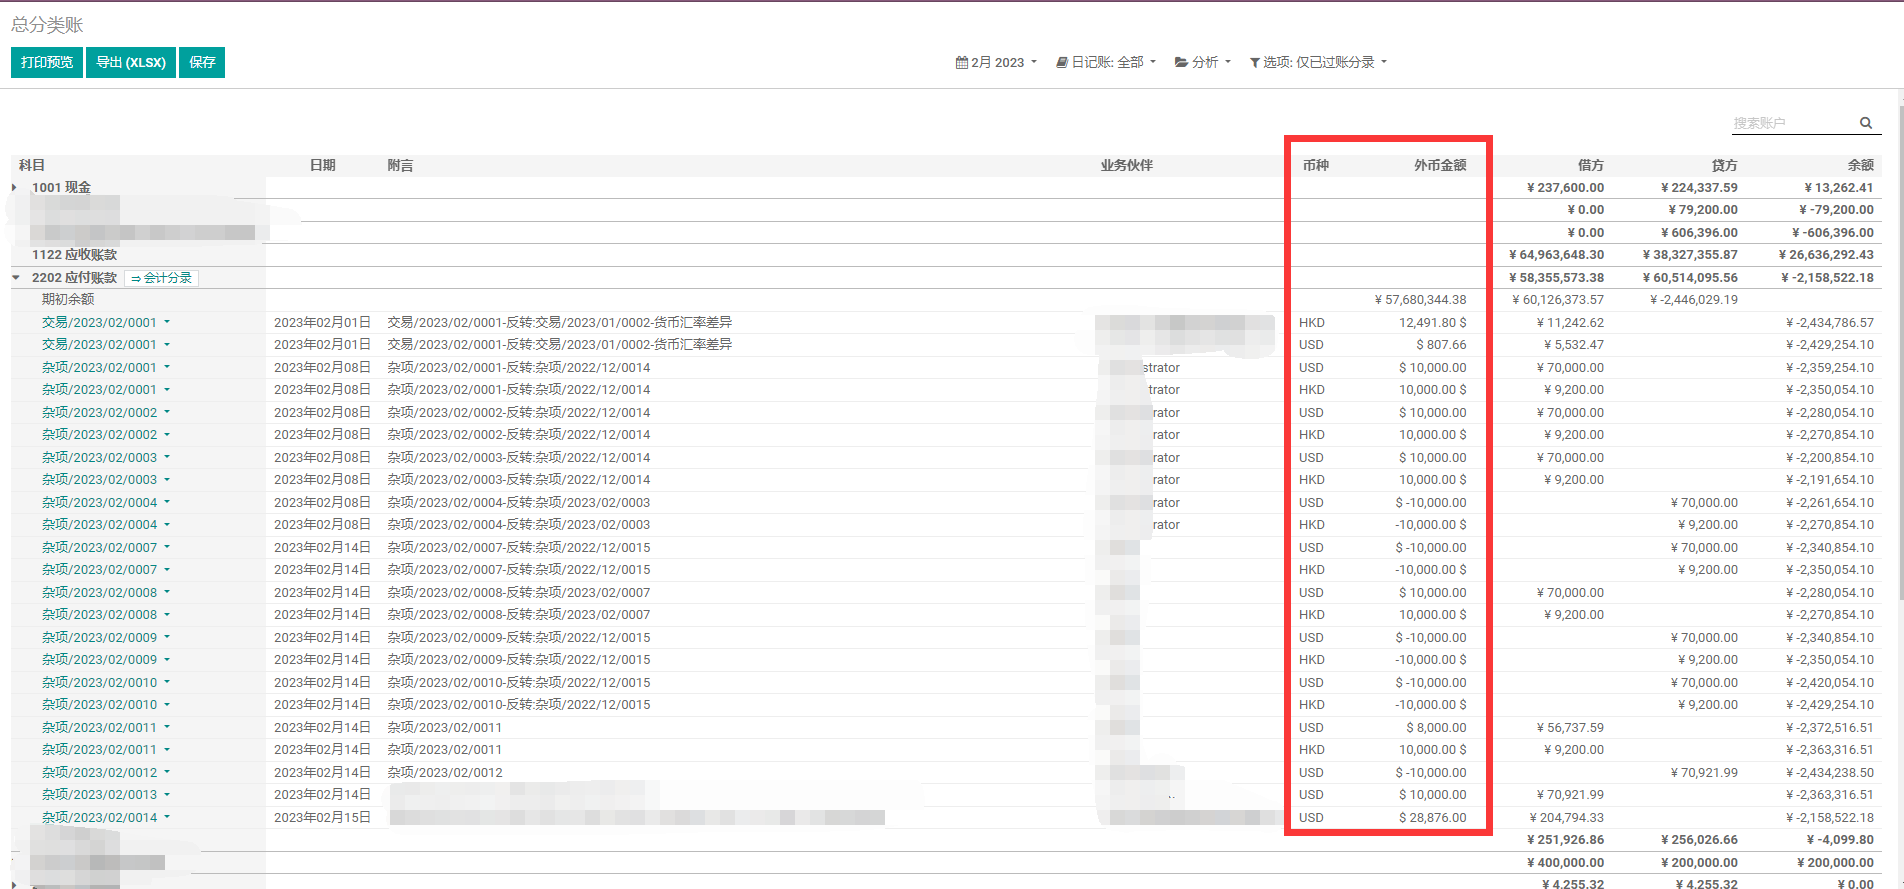 总分类账
打印预览 导出 (XLSX) 保存 2月 2023 日记账: 全部 分析 选项: 仅已过账分录
搜索账户
科目 日期 附言 业务伙伴 币种 外币金额 借方 贷方 余额
1001 现金 ¥ 237,600.00 ¥ 224,337.59 ¥ 13,262.41
¥ 0.00 ¥ 79,200.00 ¥ -79,200.00
¥ 0.00 ¥ 606,396.00 ¥ -606,396.00
1122 应收账款 ¥ 64,963,648.30 ¥ 38,327,355.87 ¥ 26,636,292.43
2202 应付账款 ⇒ 会计分录 ¥ 58,355,573.38 ¥ 60,514,095.56 ¥ -2,158,522.18
期初余额 ¥ 57,680,344.38 ¥ 60,126,373.57 ¥ -2,446,029.19
交易/2023/02/0001 2023年02月01日 交易/2023/02/0001-反转:交易/2023/01/0002-货币汇率差异 HKD 12,491.80 $ ¥ 11,242.62 ¥ -2,434,786.57
交易/2023/02/0001 2023年02月01日 交易/2023/02/0001-反转:交易/2023/01/0002-货币汇率差异 USD $ 807.66 ¥ 5,532.47 ¥ -2,429,254.10
杂项/2023/02/0001 2023年02月08日 杂项/2023/02/0001-反转:杂项/2022/12/0014 strator USD $ 10,000.00 ¥ 70,000.00 ¥ -2,359,254.10
杂项/2023/02/0001 2023年02月08日 杂项/2023/02/0001-反转:杂项/2022/12/0014 trator HKD 10,000.00 $ ¥ 9,200.00 ¥ -2,350,054.10
杂项/2023/02/0002 2023年02月08日 杂项/2023/02/0002-反转:杂项/2022/12/0014 rator USD $ 10,000.00 ¥ 70,000.00 ¥ -2,280,054.10
杂项/2023/02/0002 2023年02月08日 杂项/2023/02/0002-反转:杂项/2022/12/0014 rator HKD 10,000.00 $ ¥ 9,200.00 ¥ -2,270,854.10
杂项/2023/02/0003 2023年02月08日 杂项/2023/02/0003-反转:杂项/2022/12/0014 rator USD $ 10,000.00 ¥ 70,000.00 ¥ -2,200,854.10
杂项/2023/02/0003 2023年02月08日 杂项/2023/02/0003-反转:杂项/2022/12/0014 rator HKD 10,000.00 $ ¥ 9,200.00 ¥ -2,191,654.10
杂项/2023/02/0004 2023年02月08日 杂项/2023/02/0004-反转:杂项/2023/02/0003 rator USD $ -10,000.00 ¥ 70,000.00 ¥ -2,261,654.10
杂项/2023/02/0004 2023年02月08日 杂项/2023/02/0004-反转:杂项/2023/02/0003 rator HKD -10,000.00 $ ¥ 9,200.00 ¥ -2,270,854.10
杂项/2023/02/0007 2023年02月14日 杂项/2023/02/0007-反转:杂项/2022/12/0015 USD $ -10,000.00 ¥ 70,000.00 ¥ -2,340,854.10
杂项/2023/02/0007 2023年02月14日 杂项/2023/02/0007-反转:杂项/2022/12/0015 HKD -10,000.00 $ ¥ 9,200.00 ¥ -2,350,054.10
杂项/2023/02/0008 2023年02月14日 杂项/2023/02/0008-反转:杂项/2023/02/0007 USD $ 10,000.00 ¥ 70,000.00 ¥ -2,280,054.10
杂项/2023/02/0008 2023年02月14日 杂项/2023/02/0008-反转:杂项/2023/02/0007 HKD 10,000.00 $ ¥ 9,200.00 ¥ -2,270,854.10
杂项/2023/02/0009 2023年02月14日 杂项/2023/02/0009-反转:杂项/2022/12/0015 USD $ -10,000.00 ¥ 70,000.00 ¥ -2,340,854.10
杂项/2023/02/0009 2023年02月14日 杂项/2023/02/0009-反转:杂项/2022/12/0015 HKD -10,000.00 $ ¥ 9,200.00 ¥ -2,350,054.10
杂项/2023/02/0010 2023年02月14日 杂项/2023/02/0010-反转:杂项/2022/12/0015 USD $ -10,000.00 ¥ 70,000.00 ¥ -2,420,054.10
杂项/2023/02/0010 2023年02月14日 杂项/2023/02/0010-反转:杂项/2022/12/0015 HKD -10,000.00 $ ¥ 9,200.00 ¥ -2,429,254.10
杂项/2023/02/0011 2023年02月14日 杂项/2023/02/0011 USD $ 8,000.00 ¥ 56,737.59 ¥ -2,372,516.51
杂项/2023/02/0011 2023年02月14日 杂项/2023/02/0011 HKD 10,000.00 $ ¥ 9,200.00 ¥ -2,363,316.51
杂项/2023/02/0012 2023年02月14日 杂项/2023/02/0012 USD $ -10,000.00 ¥ 70,921.99 ¥ -2,434,238.50
杂项/2023/02/0013 2023年02月14日 USD $ 10,000.00 ¥ 70,921.99 ¥ -2,363,316.51
杂项/2023/02/0014 2023年02月15日 USD $ 28,876.00 ¥ 204,794.33 ¥ -2,158,522.18
¥ 251,926.86 ¥ 256,026.66 ¥ -4,099.80
¥ 400,000.00 ¥ 200,000.00 ¥ 200,000.00
¥ 4,255.32 ¥ 4,255.32 ¥ 0.00